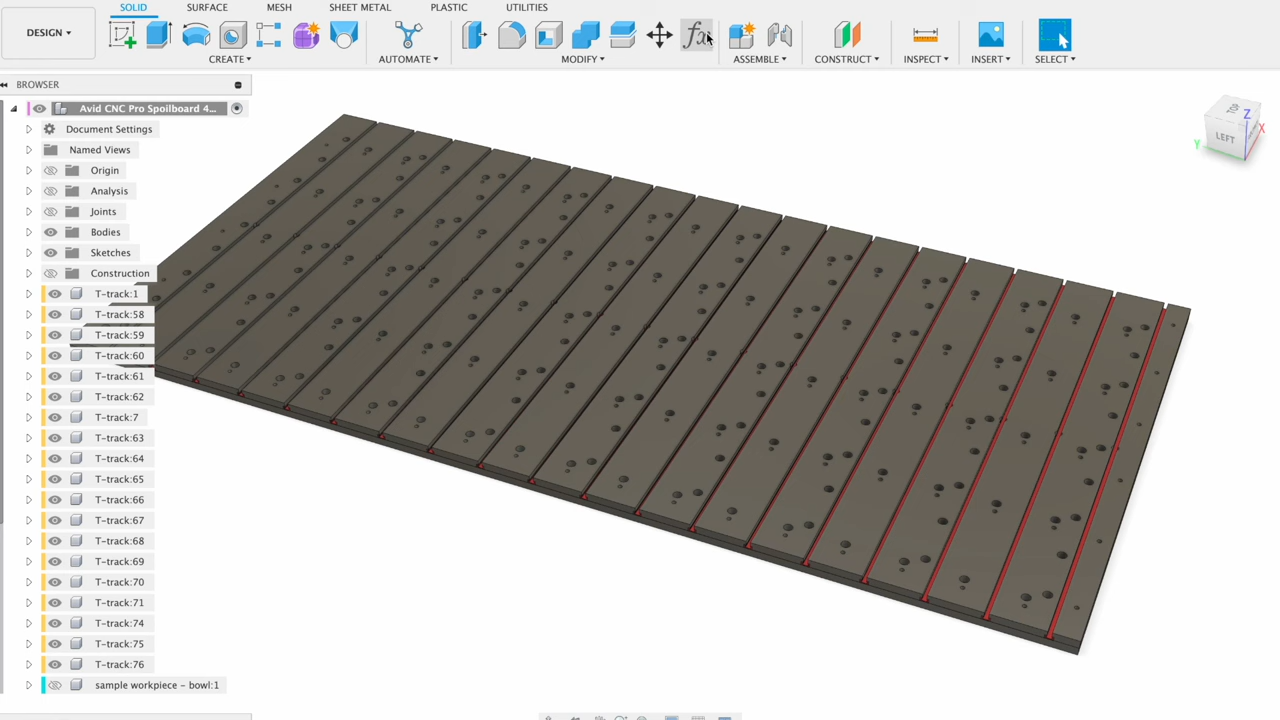 SOLID SURFACE MESH SHEET METAL PLASTIC UTILITIES
DESIGN ▾
fx
CREATE ▾ AUTOMATE ▾ MODIFY ▾ ASSEMBLE ▾ CONSTRUCT ▾ INSPECT ▾ INSERT ▾ SELECT ▾
BROWSER
Avid CNC Pro Spoilboard 4...
Document Settings
Named Views
Origin
Analysis
Joints
Bodies
Sketches
Construction
T-track:1
T-track:58
T-track:59
T-track:60
T-track:61
T-track:62
T-track:7
T-track:63
T-track:64
T-track:65
T-track:66
T-track:67
T-track:68
T-track:69
T-track:70
T-track:71
T-track:74
T-track:75
T-track:76
sample workpiece - bowl:1
TOP
Z
X
LEFT
Y